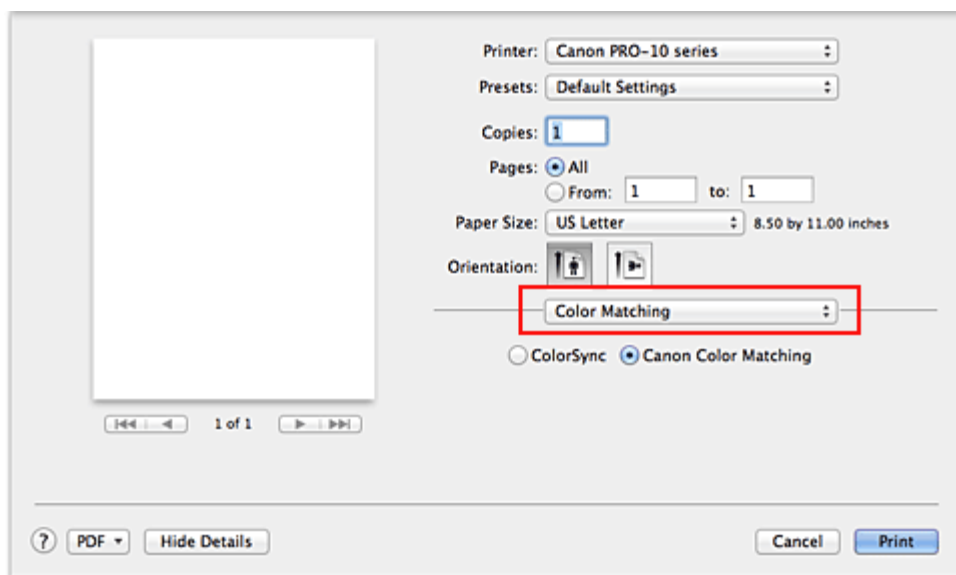 Printer: Canon PRO-10 series
Presets: Default Settings
Copies: 1
Pages: All
From: 1 to: 1
Paper Size: US Letter 8.50 by 11.00 inches
Orientation:
Color Matching
ColorSync Canon Color Matching
1 of 1
? PDF Hide Details Cancel Print